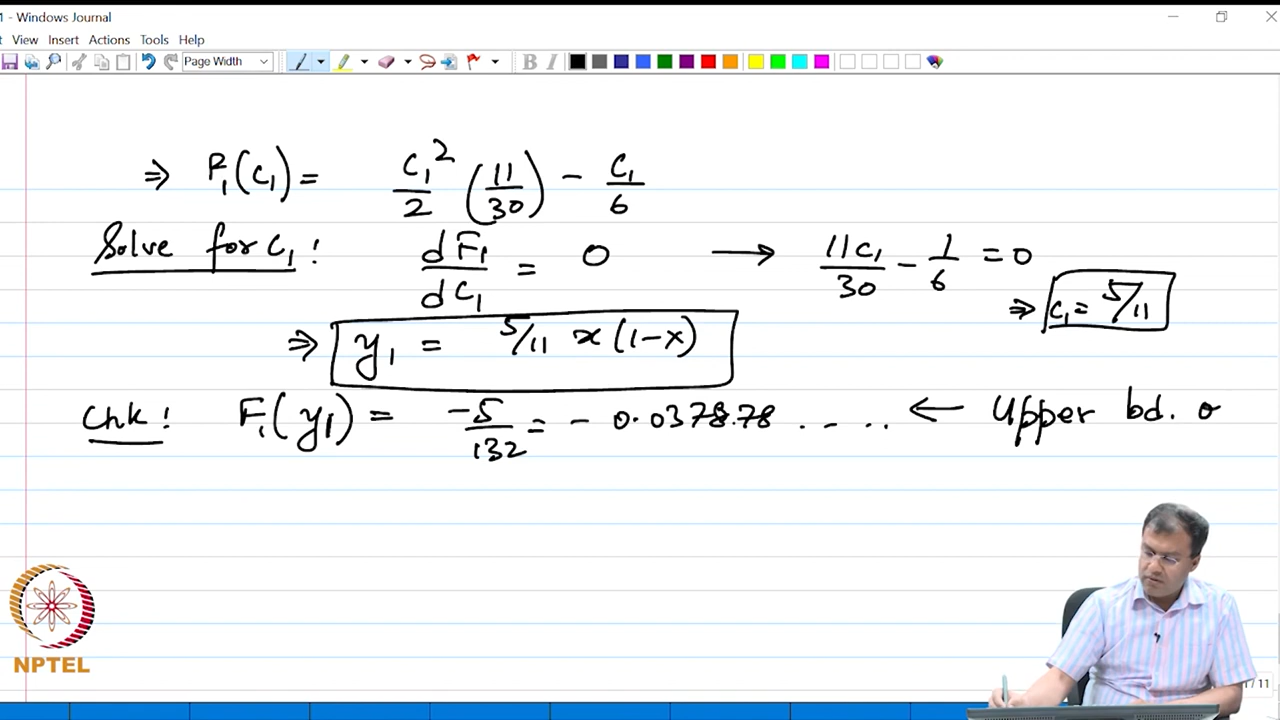 1 - Windows Journal
t View Insert Actions Tools Help
Page Width
B I
⇒ F₁(C₁) = C₁²/2 (11/30) - C₁/6
Solve for C₁ : dF₁/dC₁ = 0 → 11C₁/30 - 1/6 = 0
⇒ C₁ = 5/11
⇒ y₁ = 5/11 x(1-x)
Chk! F₁(y₁) = -5/132 = - 0.037878 ..... ← Upper bd. o
NPTEL
/ 11